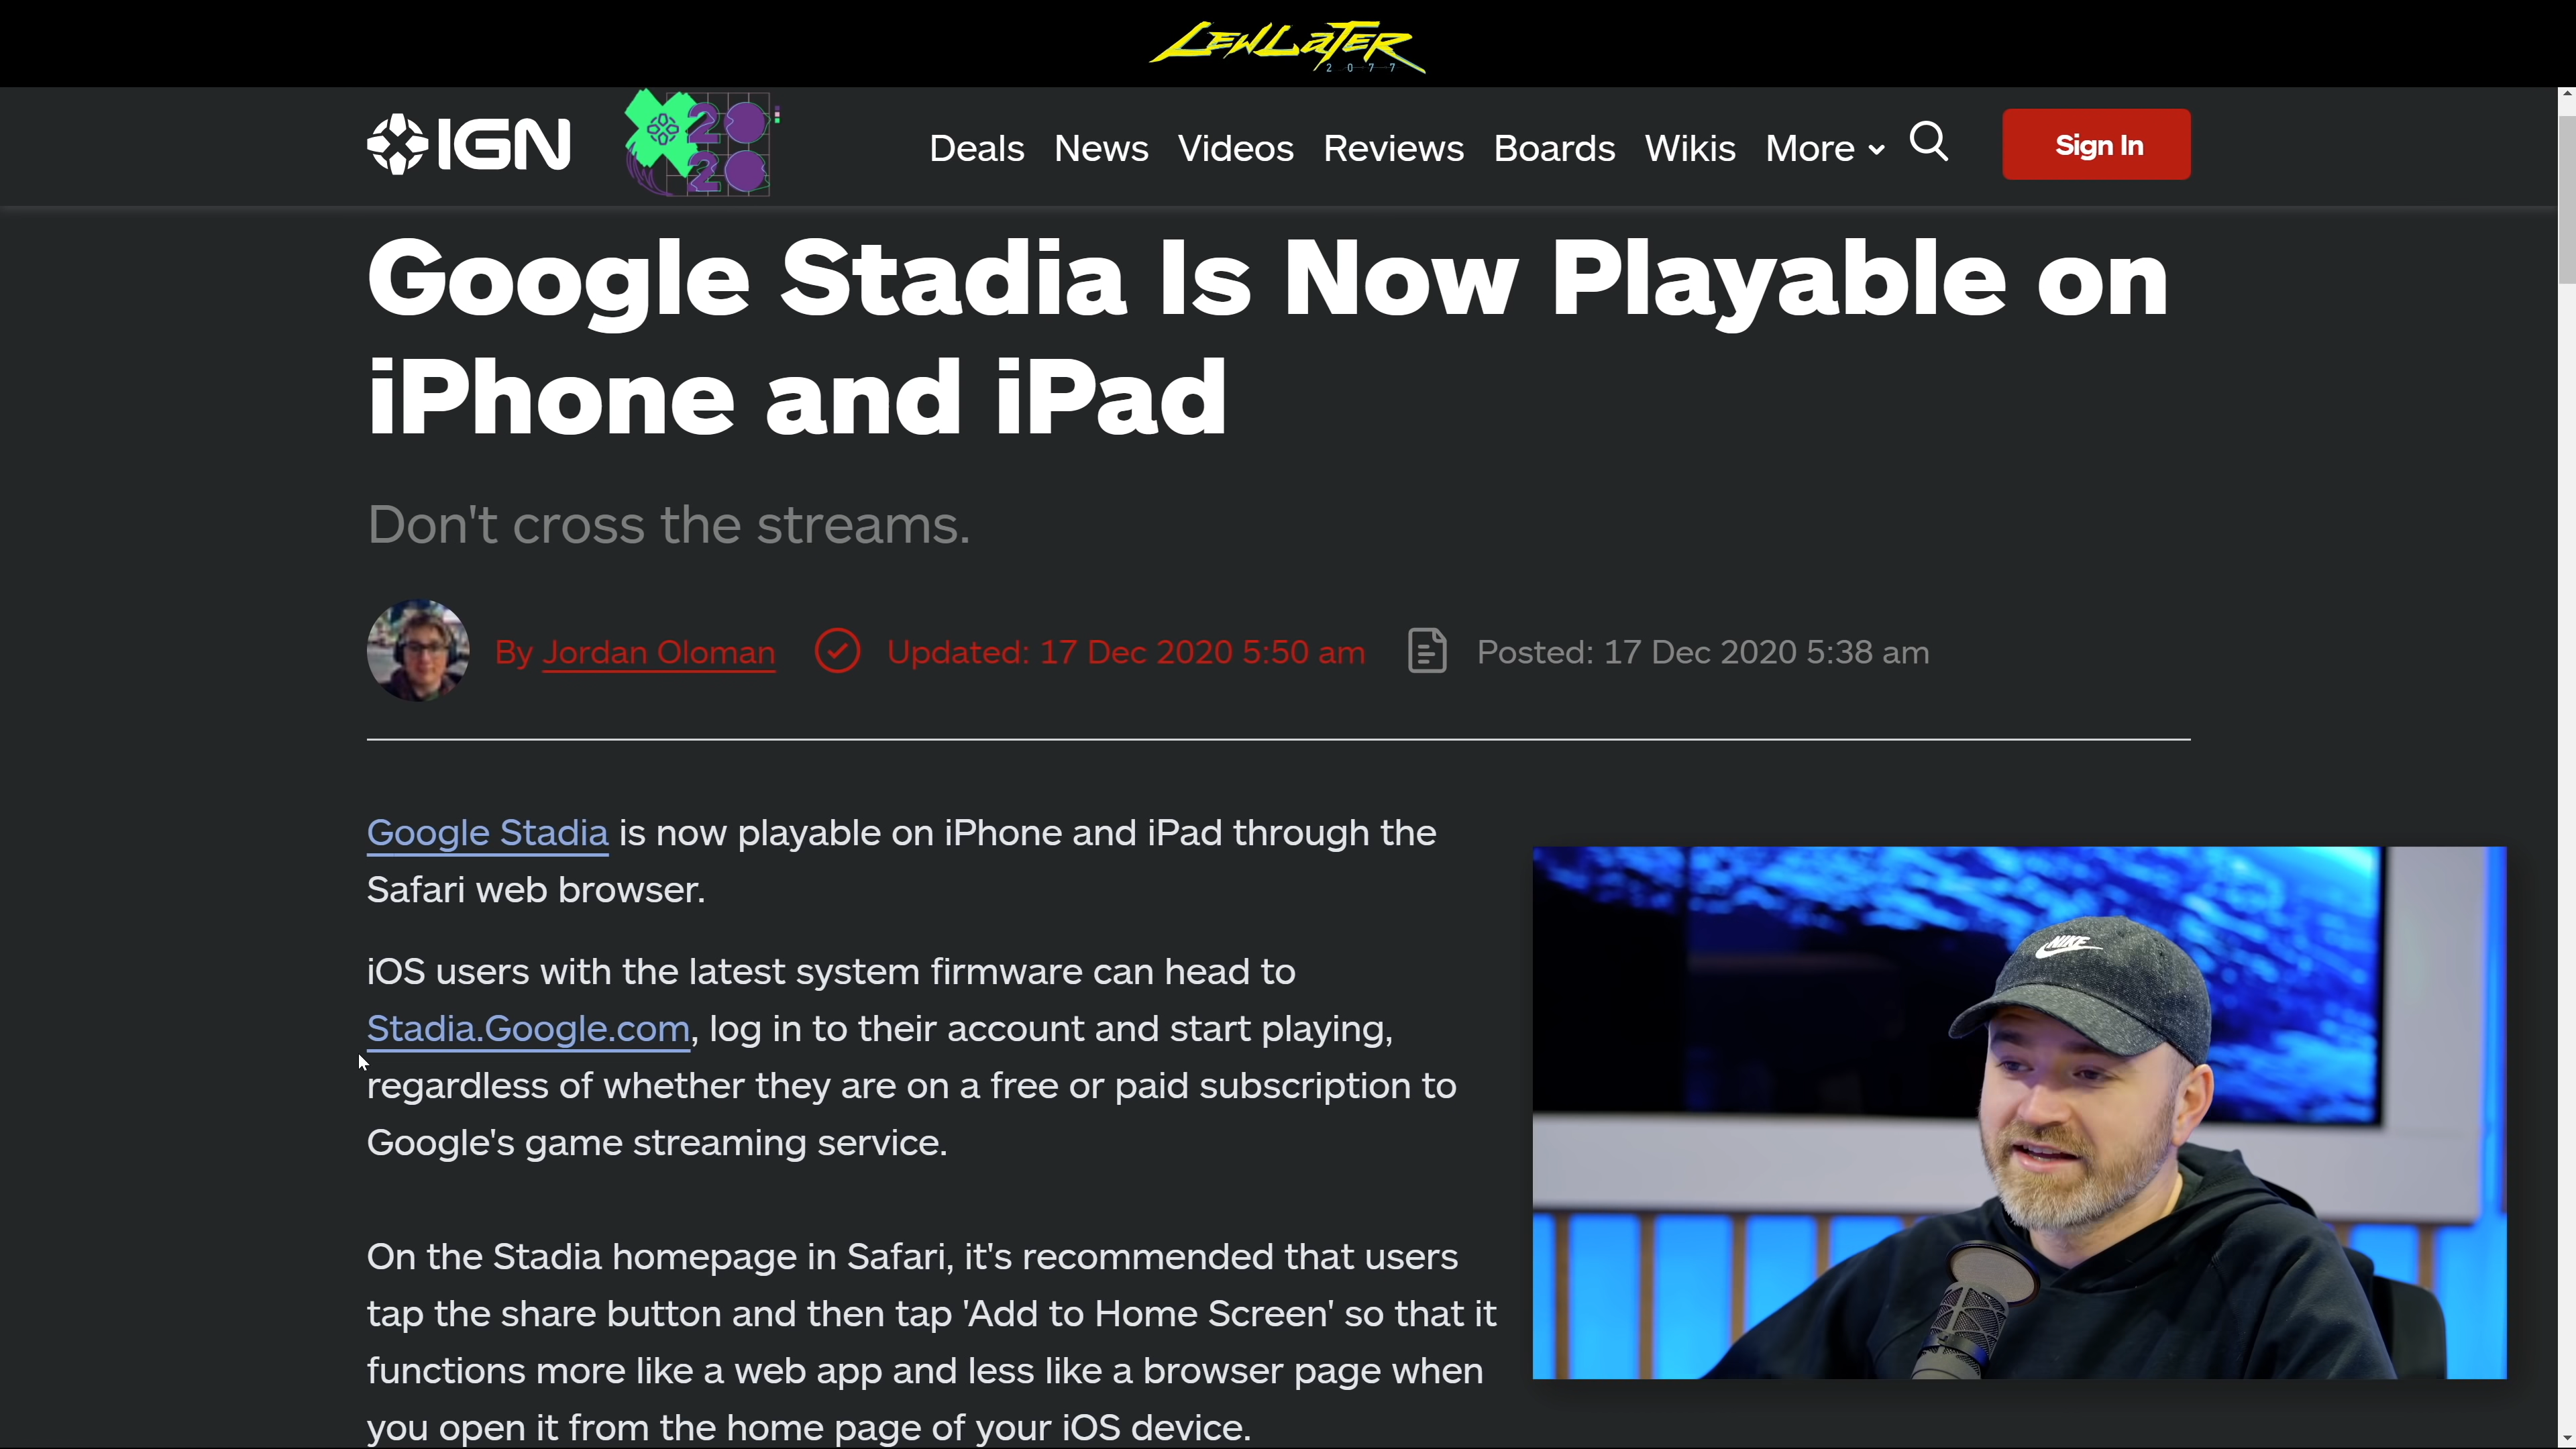 LEWLATER
2077
IGN
2020
Deals News Videos Reviews Boards Wikis More
Sign In
Google Stadia Is Now Playable on
iPhone and iPad
Don't cross the streams.
By Jordan Oloman Updated: 17 Dec 2020 5:50 am Posted: 17 Dec 2020 5:38 am
Google Stadia is now playable on iPhone and iPad through the
Safari web browser.
iOS users with the latest system firmware can head to
Stadia.Google.com, log in to their account and start playing,
regardless of whether they are on a free or paid subscription to
Google's game streaming service.
On the Stadia homepage in Safari, it's recommended that users
tap the share button and then tap 'Add to Home Screen' so that it
functions more like a web app and less like a browser page when
you open it from the home page of your iOS device.
NIKE